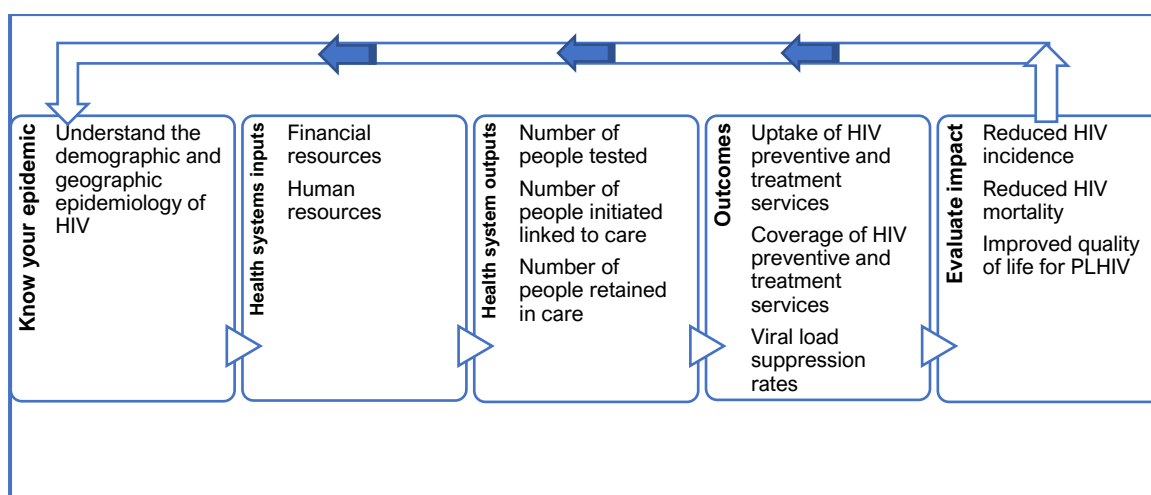 Know your epidemic
Understand the
demographic and
geographic
epidemiology of
HIV
Health systems inputs
Financial
resources
Human
resources
Health system outputs
Number of
people tested
Number of
people initiated
linked to care
Number of
people retained
in care
Outcomes
Uptake of HIV
preventive and
treatment
services
Coverage of HIV
preventive and
treatment
services
Viral load
suppression
rates
Evaluate impact
Reduced HIV
incidence
Reduced HIV
mortality
Improved quality
of life for PLHIV